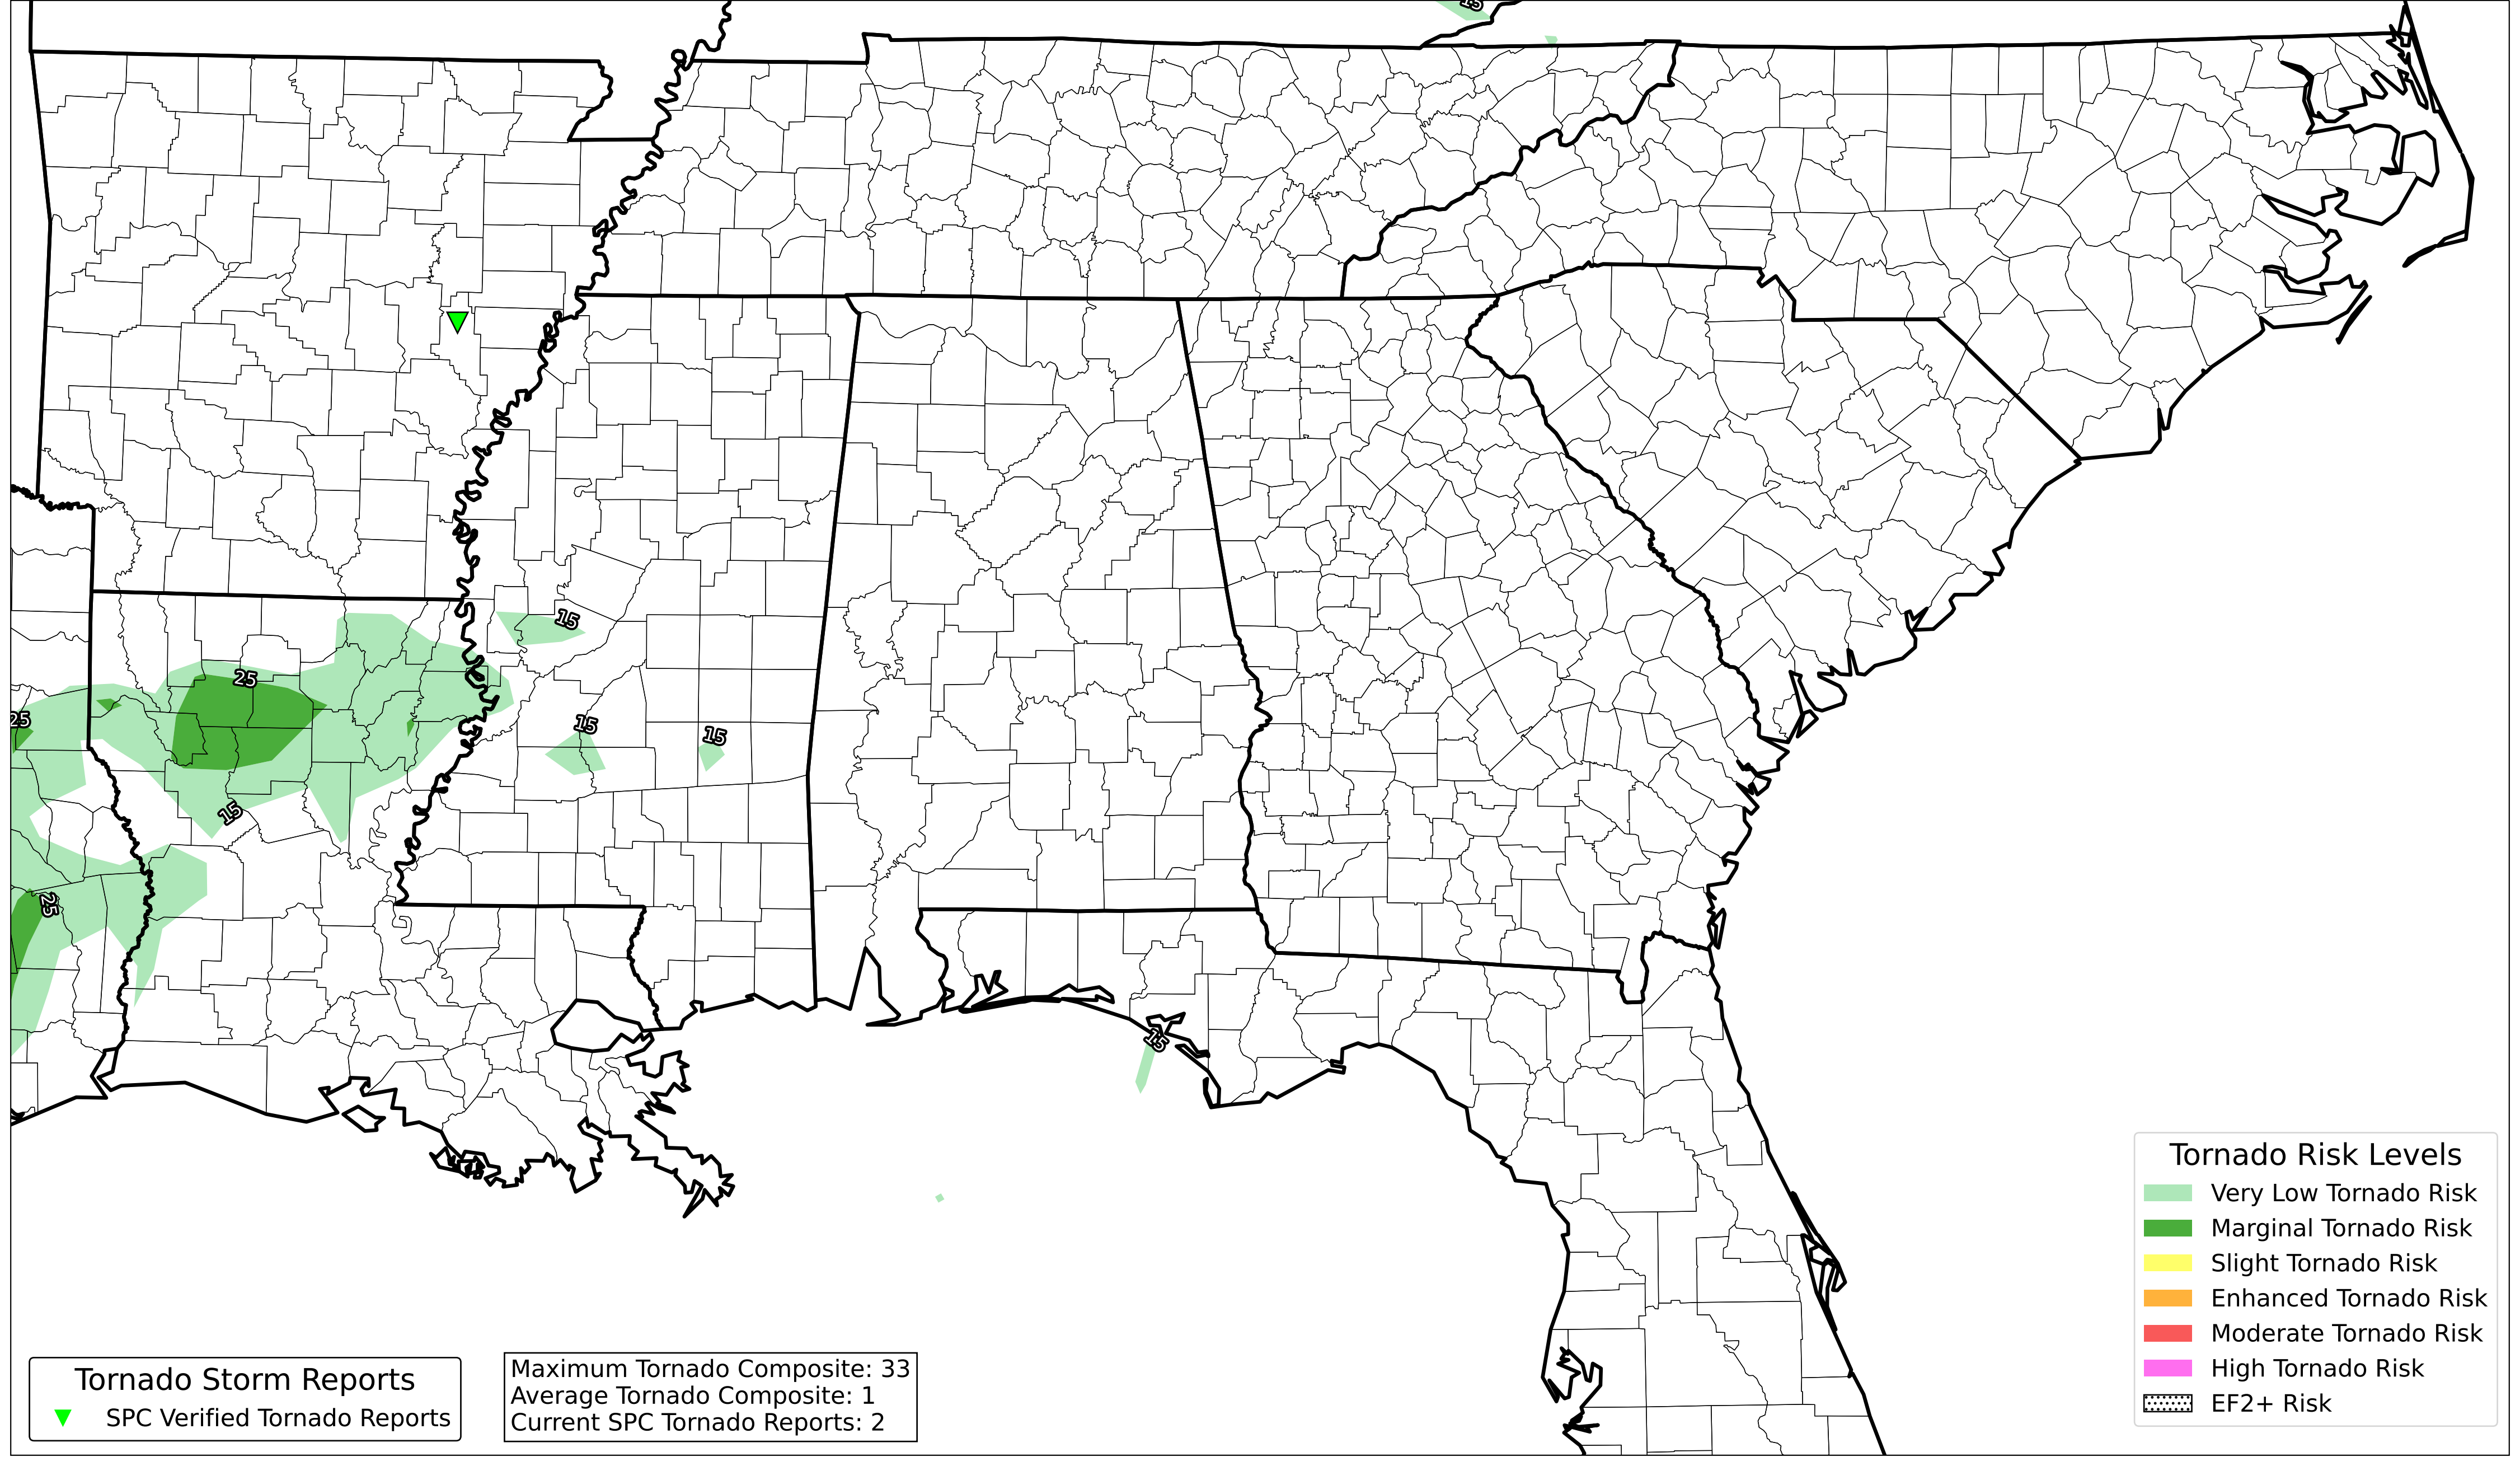 15
15
25
25
15
15
15
25
15
Tornado Risk Levels
Very Low Tornado Risk
Marginal Tornado Risk
Slight Tornado Risk
Enhanced Tornado Risk
Moderate Tornado Risk
High Tornado Risk
EF2+ Risk
Tornado Storm Reports
SPC Verified Tornado Reports
Maximum Tornado Composite: 33
Average Tornado Composite: 1
Current SPC Tornado Reports: 2